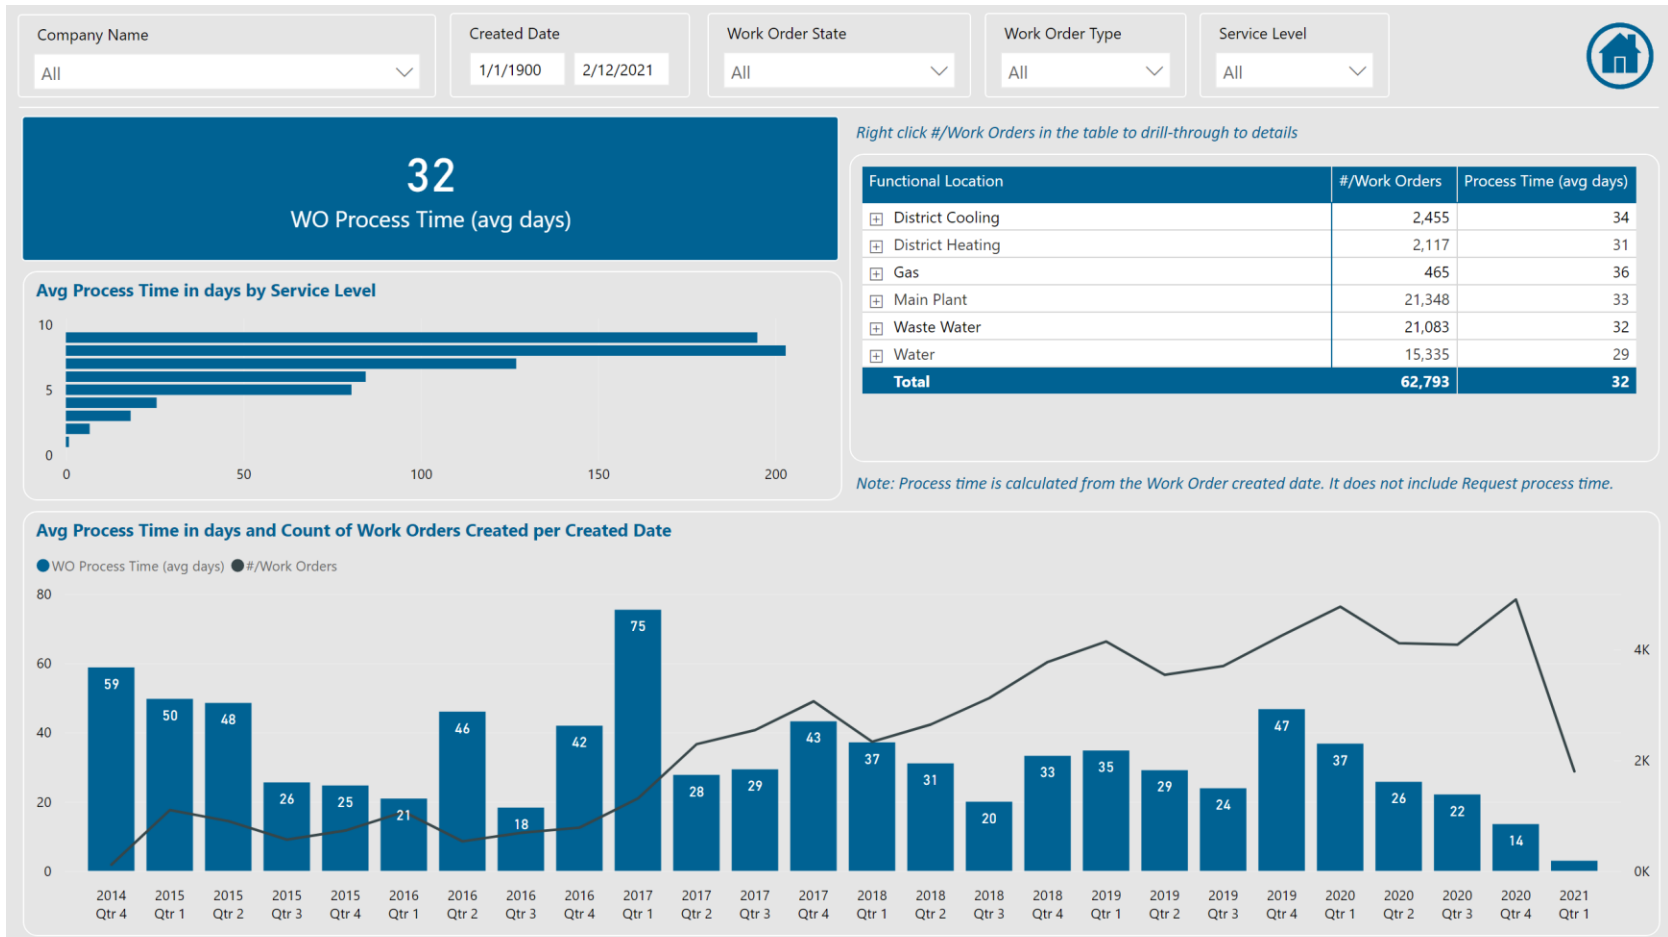 Company Name
All
Created Date
1/1/1900 2/12/2021
Work Order State
All
Work Order Type
All
Service Level
All
32
WO Process Time (avg days)
Right click #/Work Orders in the table to drill-through to details
Functional Location #/Work Orders Process Time (avg days)
District Cooling 2,455 34
District Heating 2,117 31
Gas 465 36
Main Plant 21,348 33
Waste Water 21,083 32
Water 15,335 29
Total 62,793 32
Note: Process time is calculated from the Work Order created date. It does not include Request process time.
Avg Process Time in days by Service Level
10
5
0
0 50 100 150 200
Avg Process Time in days and Count of Work Orders Created per Created Date
WO Process Time (avg days) #/Work Orders
80
60
40
20
0
4K
2K
0K
59 50 48 26 25 21 46 18 42 75 28 29 43 37 31 20 33 35 29 24 47 37 26 22 14
2014 2015 2015 2015 2015 2016 2016 2016 2016 2017 2017 2017 2017 2018 2018 2018 2018 2019 2019 2019 2019 2020 2020 2020 2020 2021
Qtr 4 Qtr 1 Qtr 2 Qtr 3 Qtr 4 Qtr 1 Qtr 2 Qtr 3 Qtr 4 Qtr 1 Qtr 2 Qtr 3 Qtr 4 Qtr 1 Qtr 2 Qtr 3 Qtr 4 Qtr 1 Qtr 2 Qtr 3 Qtr 4 Qtr 1 Qtr 2 Qtr 3 Qtr 4 Qtr 1